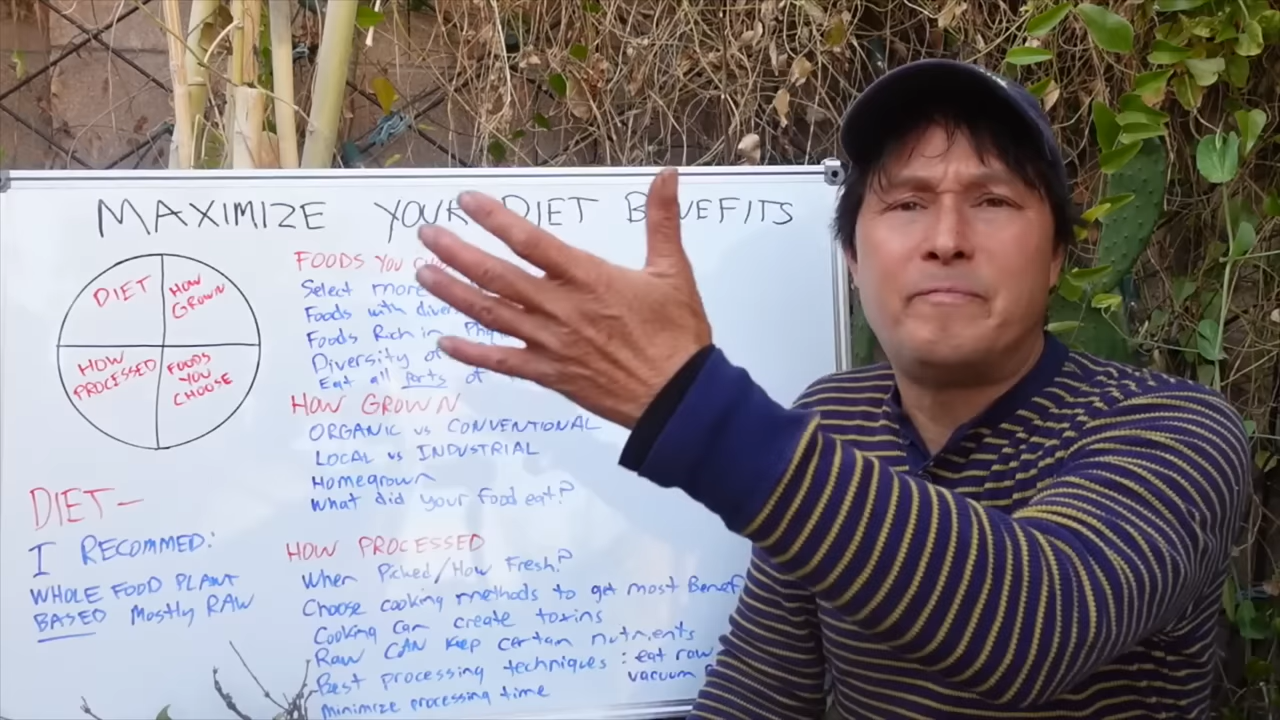 MAXIMIZE YOUR DIET BENEFITS
DIET
HOW
GROWN
HOW
PROCESSED
FOODS
YOU
CHOOSE
DIET-
I RECOMMED:
WHOLE FOOD PLANT
BASED Mostly RAW
FOODS YOU
Select more
Foods with
Foods Rich in
Diversity of
Eat all Parts of
HOW GROWN
ORGANIC vs CONVENTIONAL
LOCAL vs INDUSTRIAL
Homegrown
What did your food eat?
HOW PROCESSED
When Picked/How Fresh?
Choose cooking methods to get most
Cooking can create toxins
Raw CAN Keep certain nutrients
Best processing techniques: eat raw
vacuum
minimize processing time